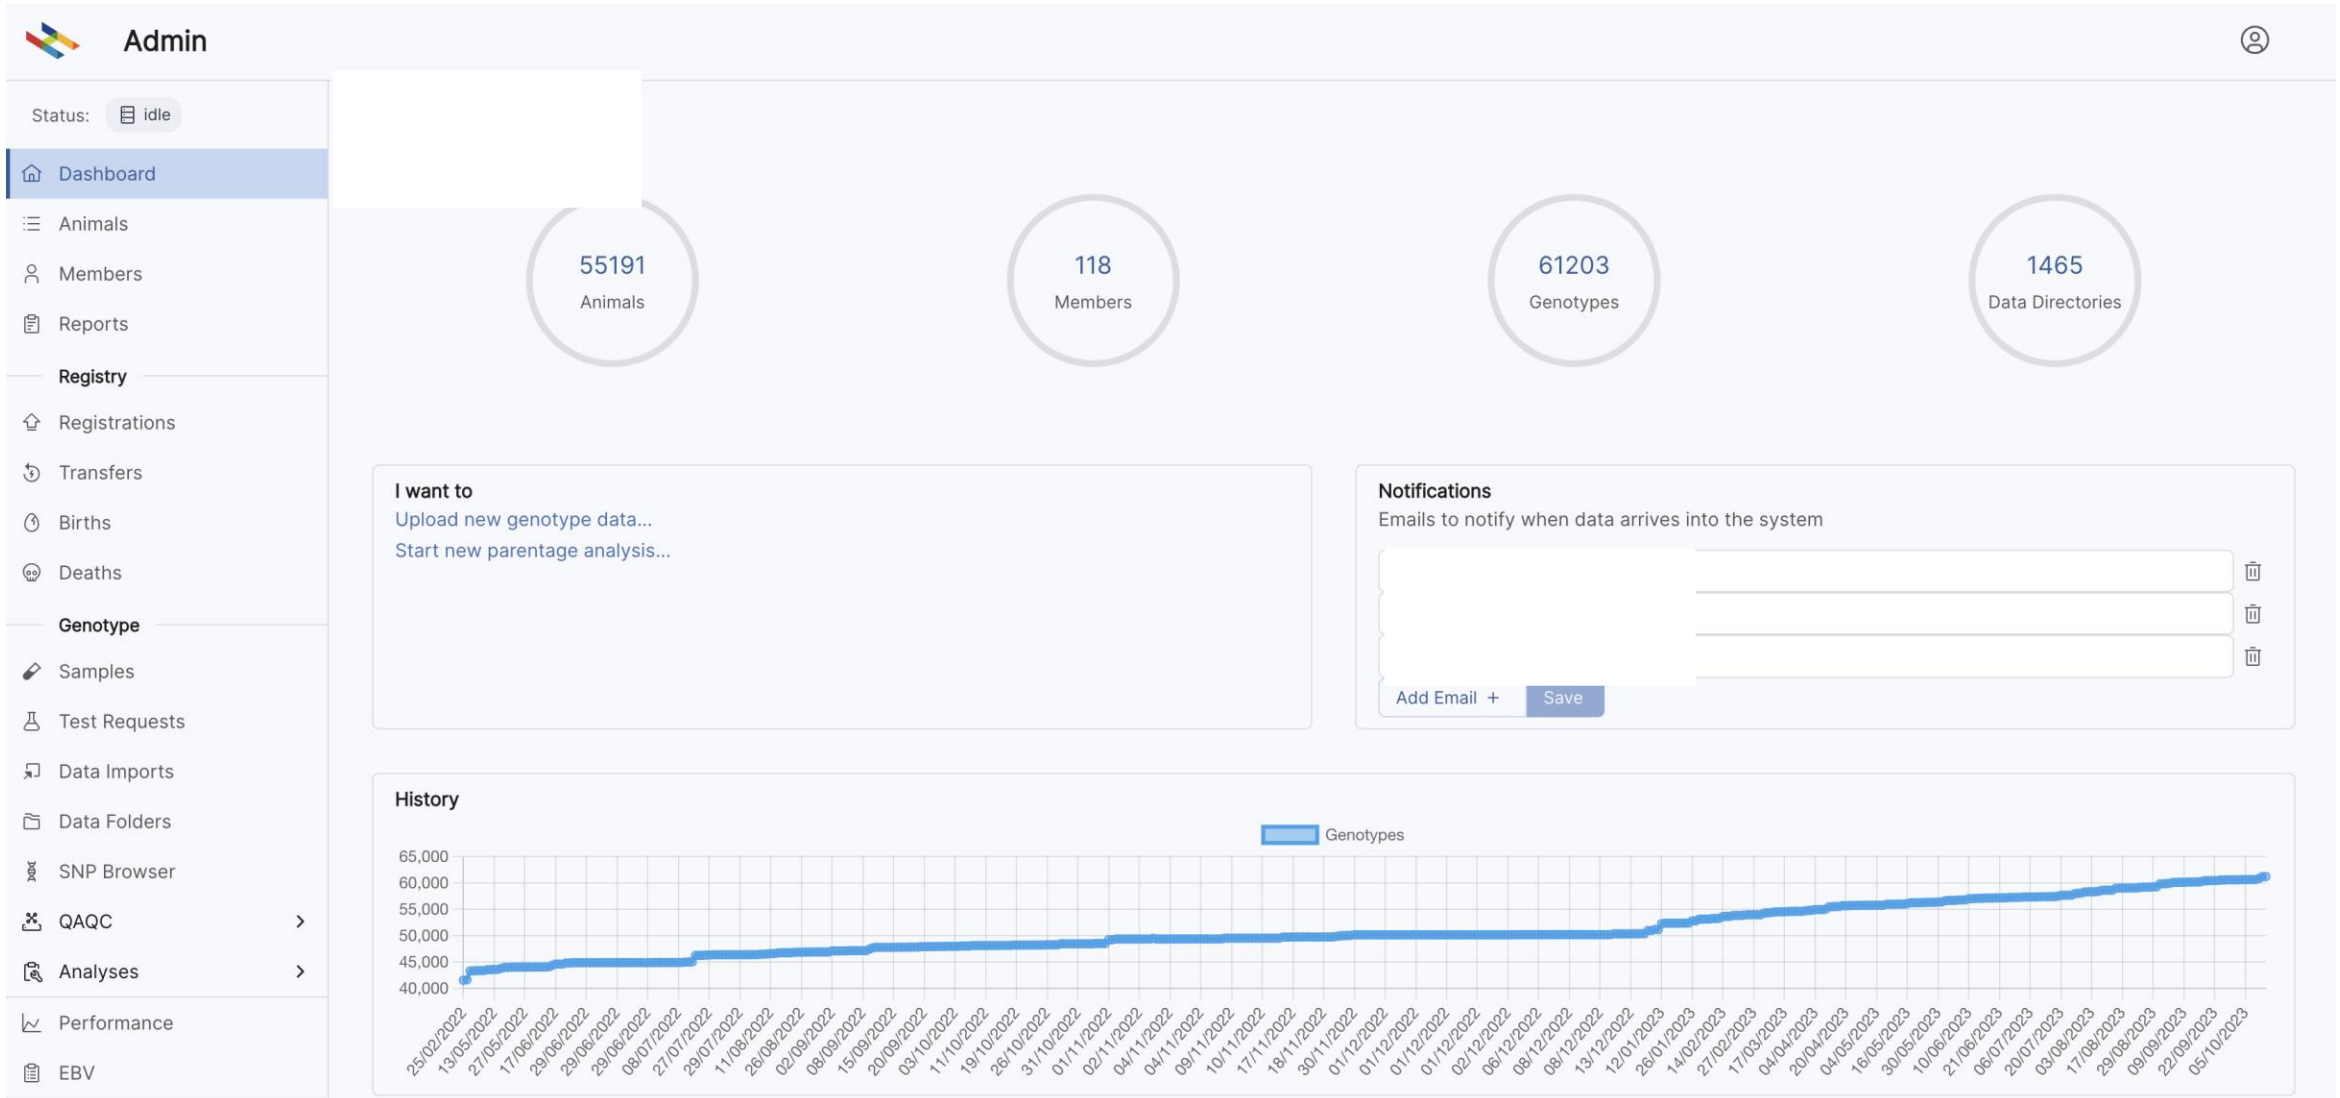 Admin
Status: idle
Dashboard
Animals
Members
Reports
Registry
Registrations
Transfers
Births
Deaths
Genotype
Samples
Test Requests
Data Imports
Data Folders
SNP Browser
QAQC
Analyses
Performance
EBV
55191
Animals
118
Members
61203
Genotypes
1465
Data Directories
I want to
Upload new genotype data...
Start new parentage analysis...
Notifications
Emails to notify when data arrives into the system
Add Email +
Save
History
Genotypes
65,000
60,000
55,000
50,000
45,000
40,000
25/02/2022
13/05/2022
27/05/2022
17/06/2022
29/06/2022
29/06/2022
29/06/2022
08/07/2022
27/07/2022
29/07/2022
11/08/2022
26/08/2022
02/09/2022
08/09/2022
15/09/2022
20/09/2022
03/10/2022
11/10/2022
19/10/2022
26/10/2022
31/10/2022
01/11/2022
02/11/2022
04/11/2022
04/11/2022
09/11/2022
10/11/2022
17/11/2022
18/11/2022
30/11/2022
01/12/2022
01/12/2022
01/12/2022
01/12/2022
02/12/2022
06/12/2022
08/12/2022
08/12/2022
13/12/2022
12/01/2023
26/01/2023
14/02/2023
27/02/2023
17/03/2023
04/04/2023
20/04/2023
04/05/2023
16/05/2023
30/05/2023
10/06/2023
21/06/2023
06/07/2023
20/07/2023
03/08/2023
17/08/2023
29/08/2023
09/09/2023
22/09/2023
05/10/2023